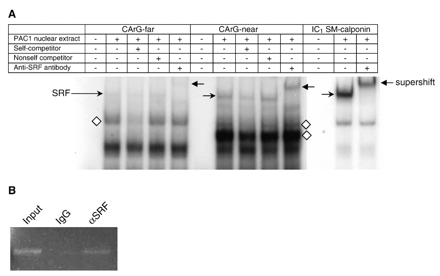 A
CArG-far CArG-near IC₁ SM-calponin
PAC1 nuclear extract - + + + + - + + + + - + +
Self-competitor - - + - - - - + - - - - -
Nonself competitor - - - + - - - - + - - - -
Anti-SRF antibody - - - - + - - - - + - - +
SRF
supershift
B
Input IgG αSRF